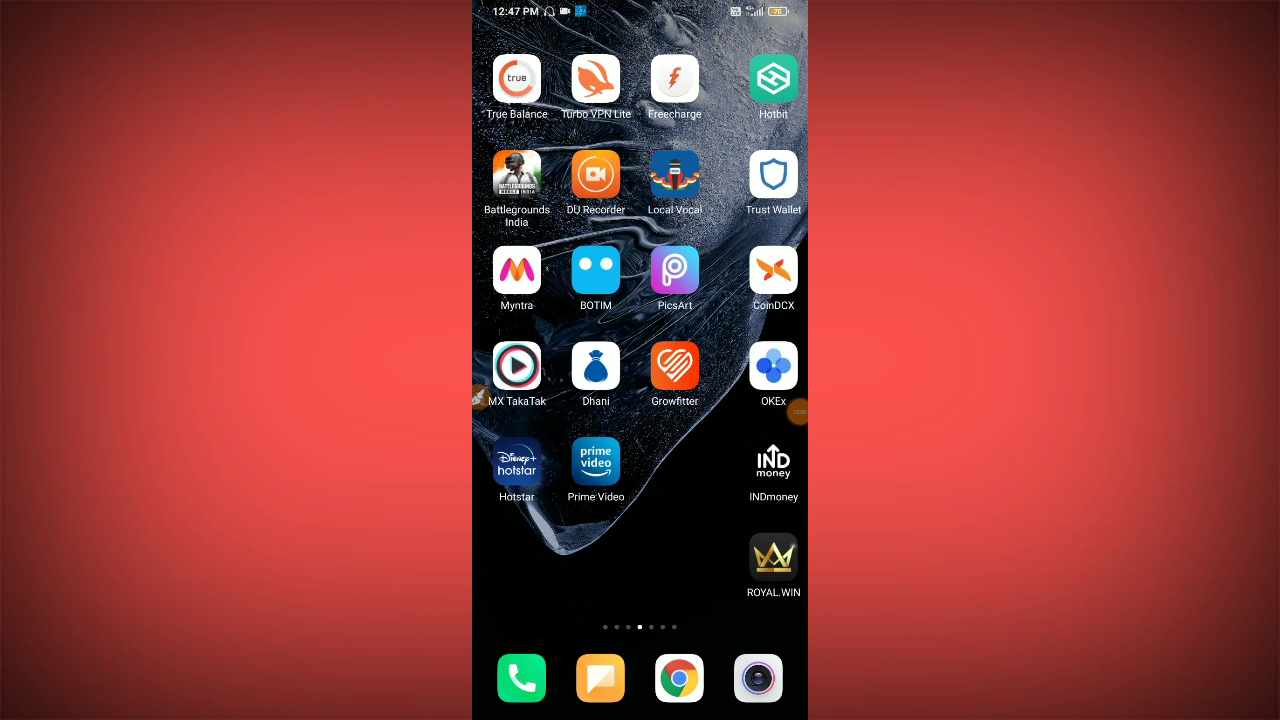 12:47 PM
70
true
True Balance
Turbo VPN Lite
Freecharge
Hotbit
BATTLEGROUNDS
MOBILE INDIA
Battlegrounds
India
DU Recorder
Local Vocal
Trust Wallet
Myntra
BOTIM
PicsArt
CoinDCX
MX TakaTak
Dhani
Growfitter
OKEx
Disney+
hotstar
Hotstar
prime
video
Prime Video
IND
money
INDmoney
ROYAL.WIN